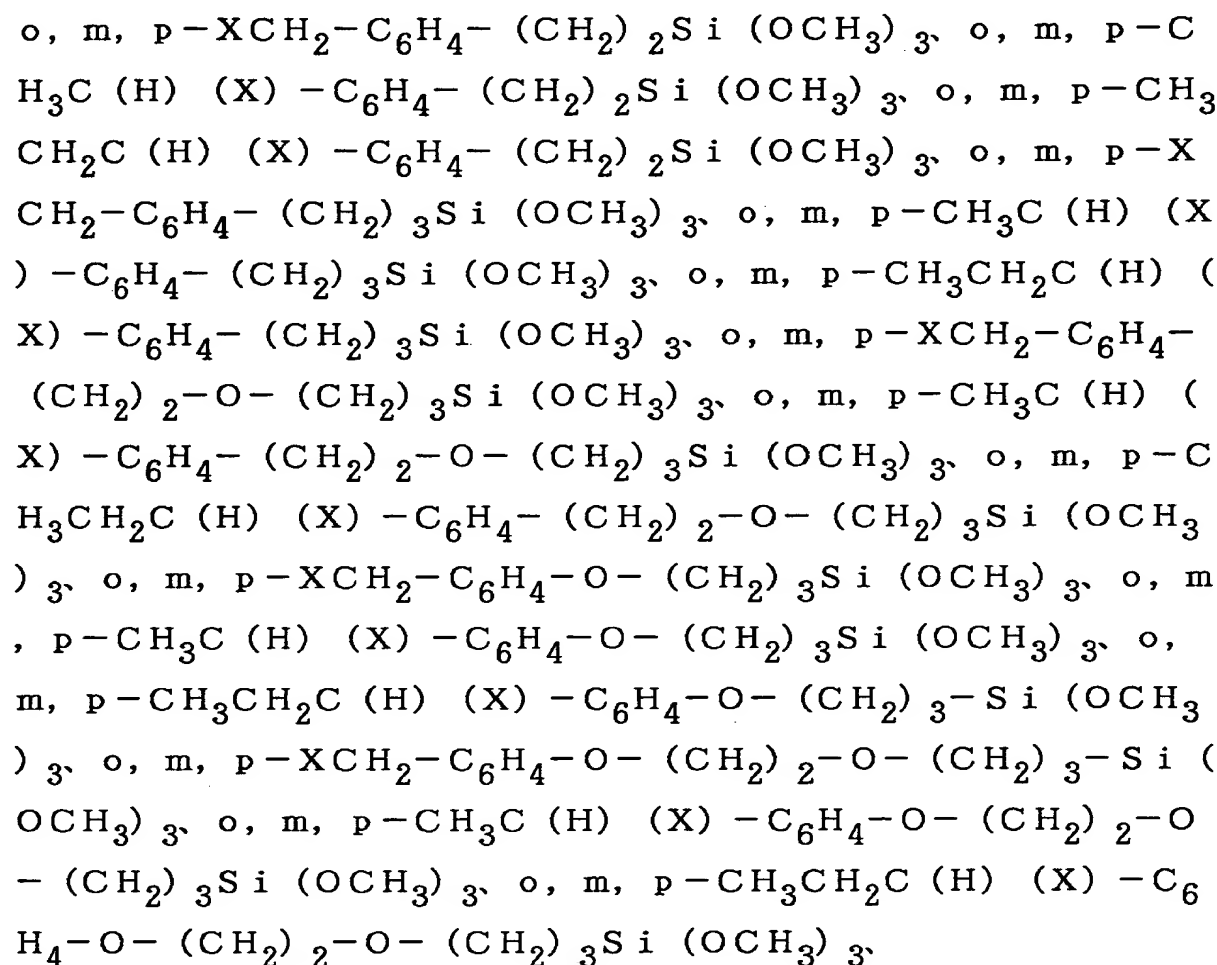 o, m, p－XCH₂－C₆H₄－（CH₂）₂Si（OCH₃）₃、o, m, p－C
H₃C（H）（X）－C₆H₄－（CH₂）₂Si（OCH₃）₃、o, m, p－CH₃
CH₂C（H）（X）－C₆H₄－（CH₂）₂Si（OCH₃）₃、o, m, p－X
CH₂－C₆H₄－（CH₂）₃Si（OCH₃）₃、o, m, p－CH₃C（H）（X
）－C₆H₄－（CH₂）₃Si（OCH₃）₃、o, m, p－CH₃CH₂C（H）（
X）－C₆H₄－（CH₂）₃Si（OCH₃）₃、o, m, p－XCH₂－C₆H₄－
（CH₂）₂－O－（CH₂）₃Si（OCH₃）₃、o, m, p－CH₃C（H）（
X）－C₆H₄－（CH₂）₂－O－（CH₂）₃Si（OCH₃）₃、o, m, p－C
H₃CH₂C（H）（X）－C₆H₄－（CH₂）₂－O－（CH₂）₃Si（OCH₃
）₃、o, m, p－XCH₂－C₆H₄－O－（CH₂）₃Si（OCH₃）₃、o, m
, p－CH₃C（H）（X）－C₆H₄－O－（CH₂）₃Si（OCH₃）₃、o,
m, p－CH₃CH₂C（H）（X）－C₆H₄－O－（CH₂）₃－Si（OCH₃
）₃、o, m, p－XCH₂－C₆H₄－O－（CH₂）₂－O－（CH₂）₃－Si（
OCH₃）₃、o, m, p－CH₃C（H）（X）－C₆H₄－O－（CH₂）₂－O
－（CH₂）₃Si（OCH₃）₃、o, m, p－CH₃CH₂C（H）（X）－C₆
H₄－O－（CH₂）₂－O－（CH₂）₃Si（OCH₃）₃、